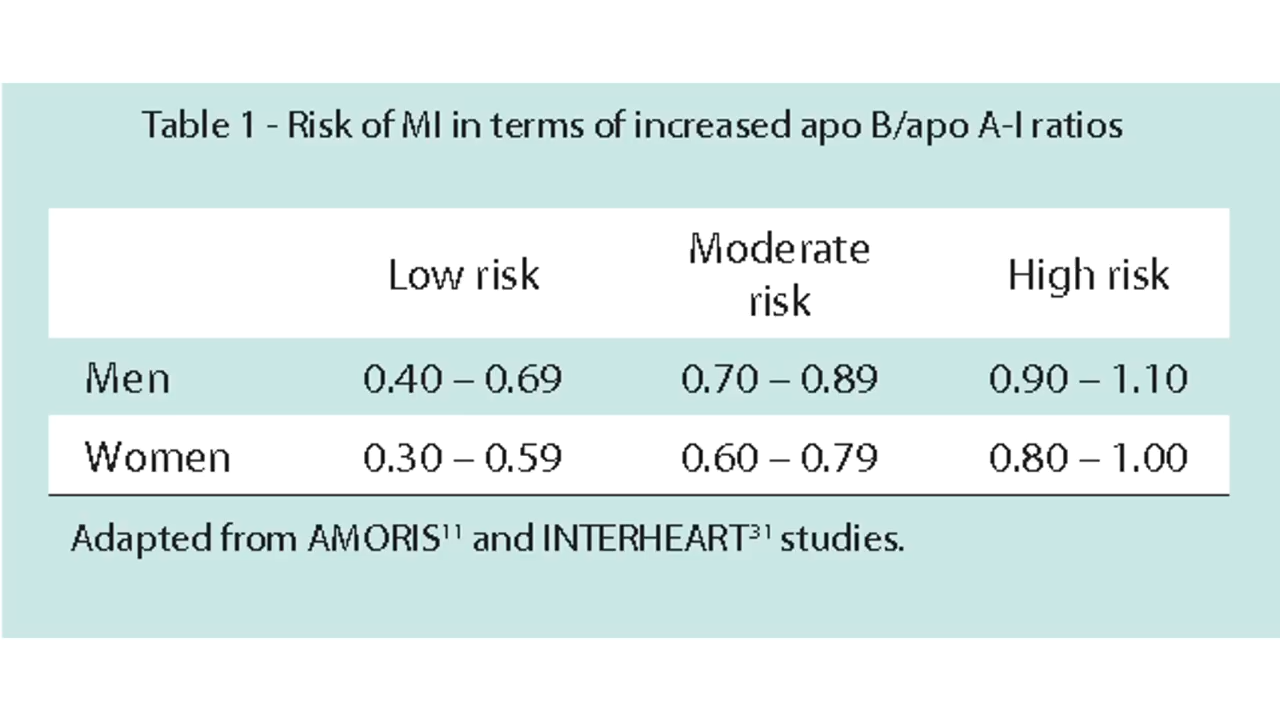 Table 1 - Risk of MI in terms of increased apo B/apo A-I ratios
Low risk Moderate risk High risk
Men 0.40 – 0.69 0.70 – 0.89 0.90 – 1.10
Women 0.30 – 0.59 0.60 – 0.79 0.80 – 1.00
Adapted from AMORIS¹¹ and INTERHEART³¹ studies.